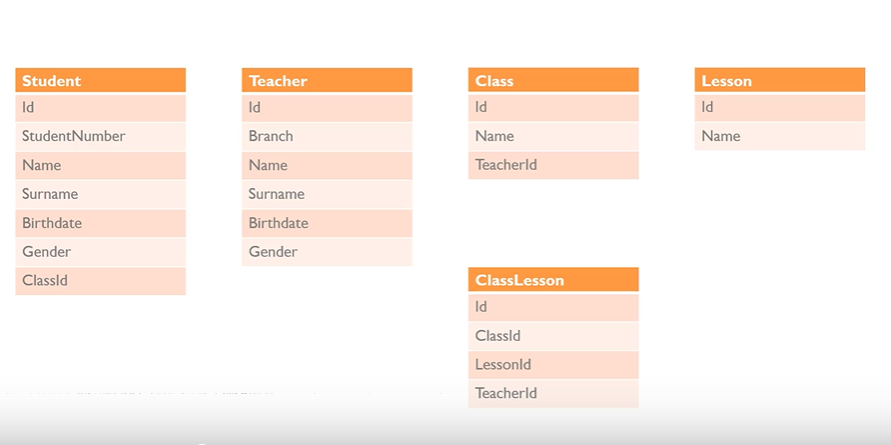 Student
Id
StudentNumber
Name
Surname
Birthdate
Gender
ClassId
Teacher
Id
Branch
Name
Surname
Birthdate
Gender
Class
Id
Name
TeacherId
Lesson
Id
Name
ClassLesson
Id
ClassId
LessonId
TeacherId